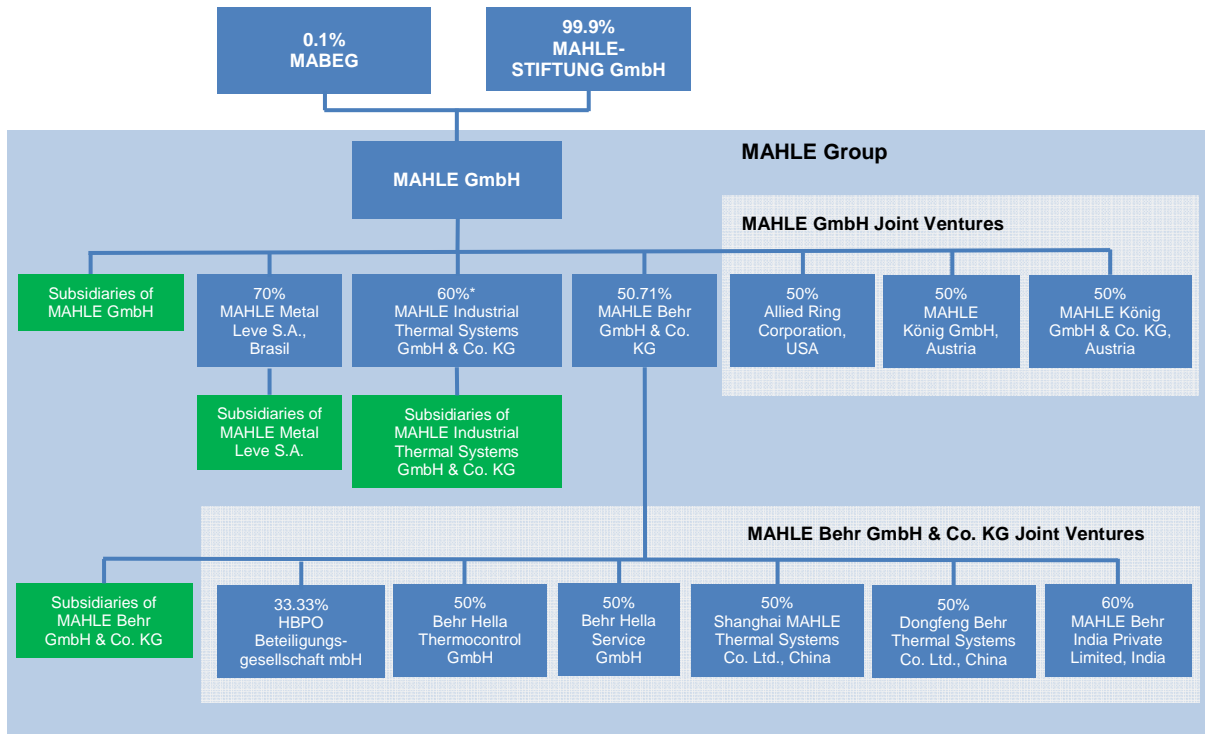 0.1%
MABEG
99.9%
MAHLE-
STIFTUNG GmbH
MAHLE Group
MAHLE GmbH
MAHLE GmbH Joint Ventures
Subsidiaries of
MAHLE GmbH
70%
MAHLE Metal
Leve S.A.,
Brasil
60%*
MAHLE Industrial
Thermal Systems
GmbH & Co. KG
50.71%
MAHLE Behr
GmbH & Co.
KG
50%
Allied Ring
Corporation,
USA
50%
MAHLE
König GmbH,
Austria
50%
MAHLE König
GmbH & Co. KG,
Austria
Subsidiaries of
MAHLE Metal
Leve S.A.
Subsidiaries of
MAHLE Industrial
Thermal Systems
GmbH & Co. KG
MAHLE Behr GmbH & Co. KG Joint Ventures
Subsidiaries of
MAHLE Behr
GmbH & Co. KG
33.33%
HBPO
Beteiligungs-
gesellschaft mbH
50%
Behr Hella
Thermocontrol
GmbH
50%
Behr Hella
Service
GmbH
50%
Shanghai MAHLE
Thermal Systems
Co. Ltd., China
50%
Dongfeng Behr
Thermal Systems
Co. Ltd., China
60%
MAHLE Behr
India Private
Limited, India